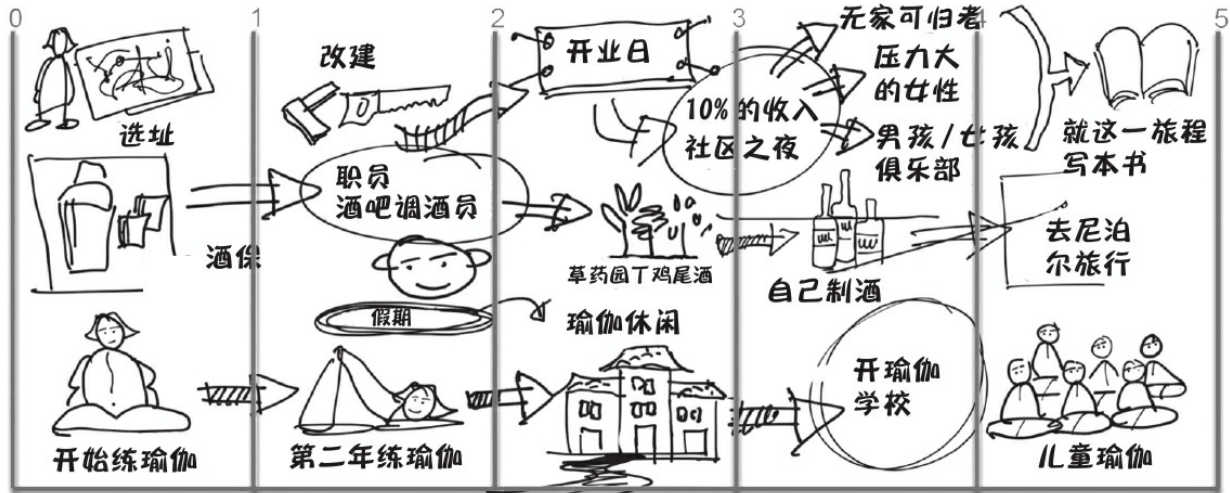 0 1 2 3 4 5
选址
改建
开业日
10%的收入
社区之夜
无家可归者
压力大
的女性
男孩/女孩
俱乐部
就这一旅程
写本书
酒保
职员
酒吧调酒员
草药园丁鸡尾酒
自己制酒
去尼泊
尔旅行
假期
瑜伽休闲
开始练瑜伽
第二年练瑜伽
开瑜伽
学校
儿童瑜伽